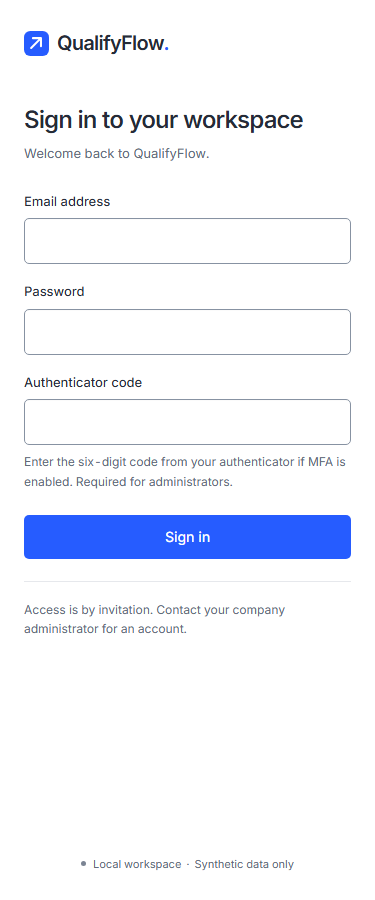 QualifyFlow.
Sign in to your workspace
Welcome back to QualifyFlow.
Email address
Password
Authenticator code
Enter the six-digit code from your authenticator if MFA is
enabled. Required for administrators.
Sign in
Access is by invitation. Contact your company
administrator for an account.
Local workspace · Synthetic data only